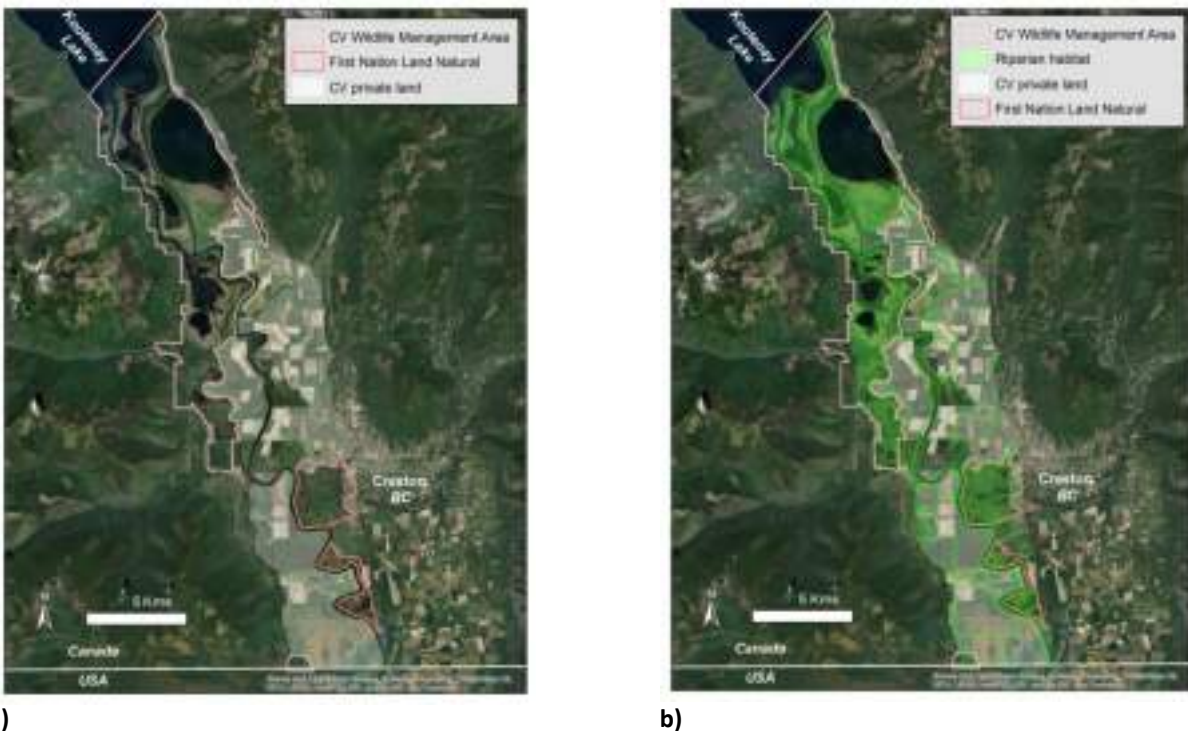 Kootenay
Lake
CV Wildlife Management Area
First Nation Land Natural
CV private land
Creston,
BC
5 Kms
Canada
USA
)
Kootenay
Lake
CV Wildlife Management Area
Riparian habitat
CV private land
First Nation Land Natural
Creston,
BC
5 Kms
Canada
USA
b)